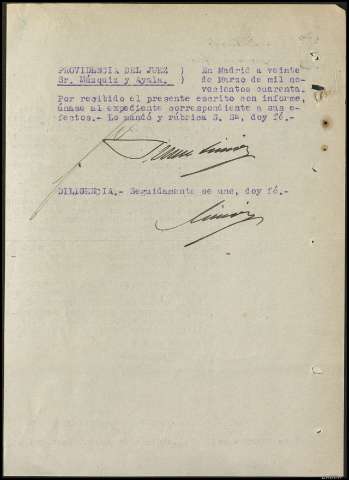 PROVIDENCIA DEL JUEZ ) En Madrid a veinte
Sr. Múzquiz y Ayala. ) de Marzo de mil no-
) vecientos cuarenta.
Por recibido el presente escrito con informe,
únase al expediente correspondiente a sus e-
fectos.- Lo mandó y rúbrica S. Sª, doy fé.-
DILIGENCIA.- Seguidamente se une, doy fé.-